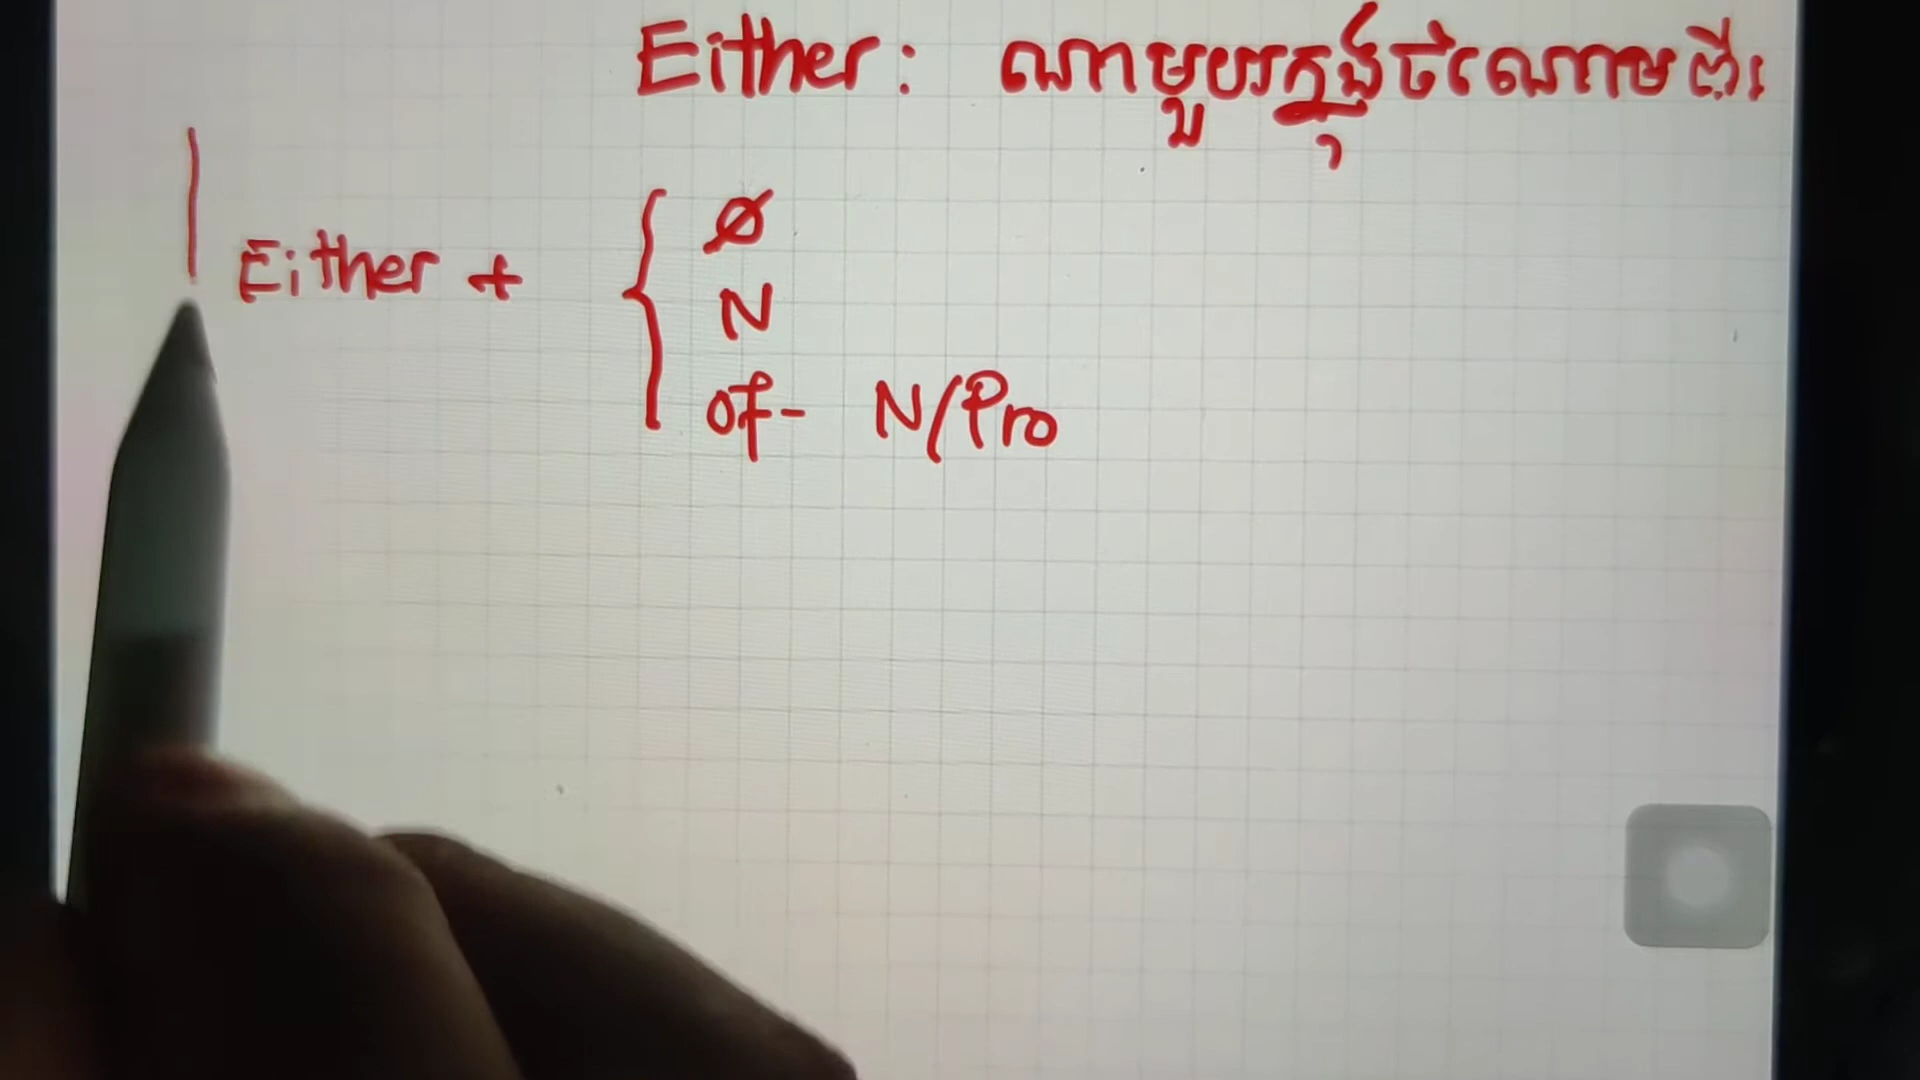 Either: ណាមួយក្នុងចំណោមពីរ
Either + { Ø
N
of- N/Pro